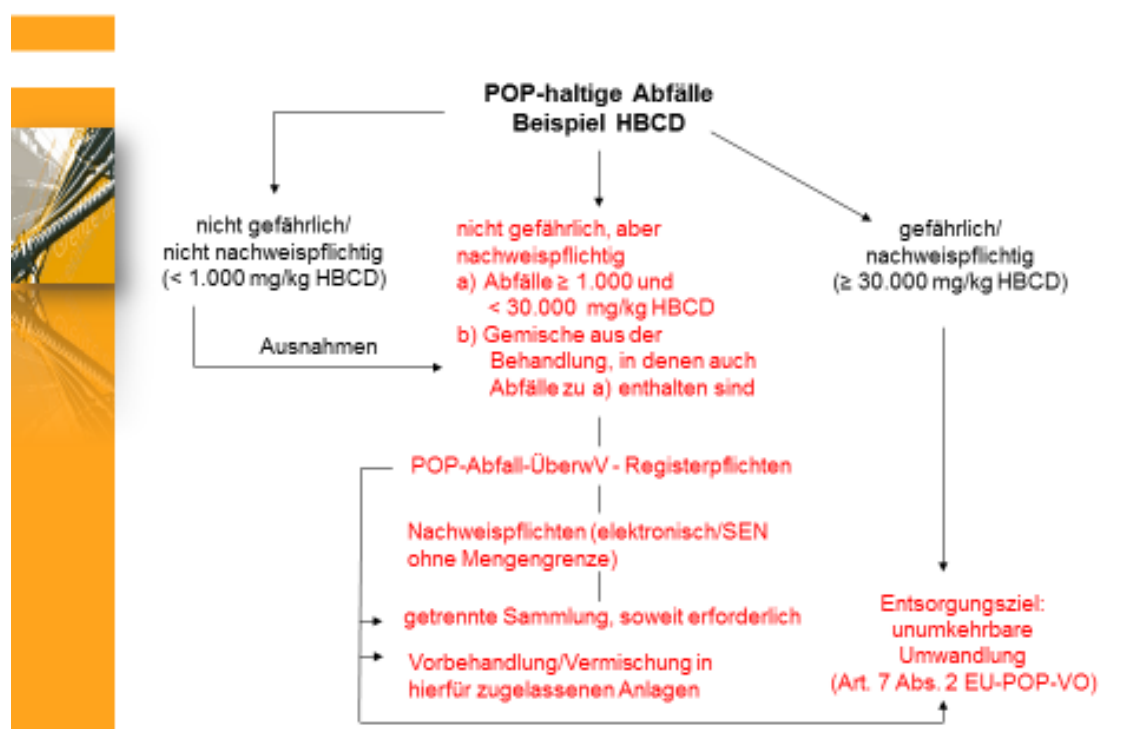 POP-haltige Abfälle
Beispiel HBCD
nicht gefährlich/
nicht nachweispflichtig
(< 1.000 mg/kg HBCD)
nicht gefährlich, aber
nachweispflichtig
a) Abfälle ≥ 1.000 und
< 30.000 mg/kg HBCD
b) Gemische aus der
Behandlung, in denen auch
Abfälle zu a) enthalten sind
gefährlich/
nachweispflichtig
(≥ 30.000 mg/kg HBCD)
Ausnahmen
POP-Abfall-ÜberwV - Registerpflichten
Nachweispflichten (elektronisch/SEN
ohne Mengengrenze)
getrennte Sammlung, soweit erforderlich
Vorbehandlung/Vermischung in
hierfür zugelassenen Anlagen
Entsorgungsziel:
unumkehrbare
Umwandlung
(Art. 7 Abs. 2 EU-POP-VO)